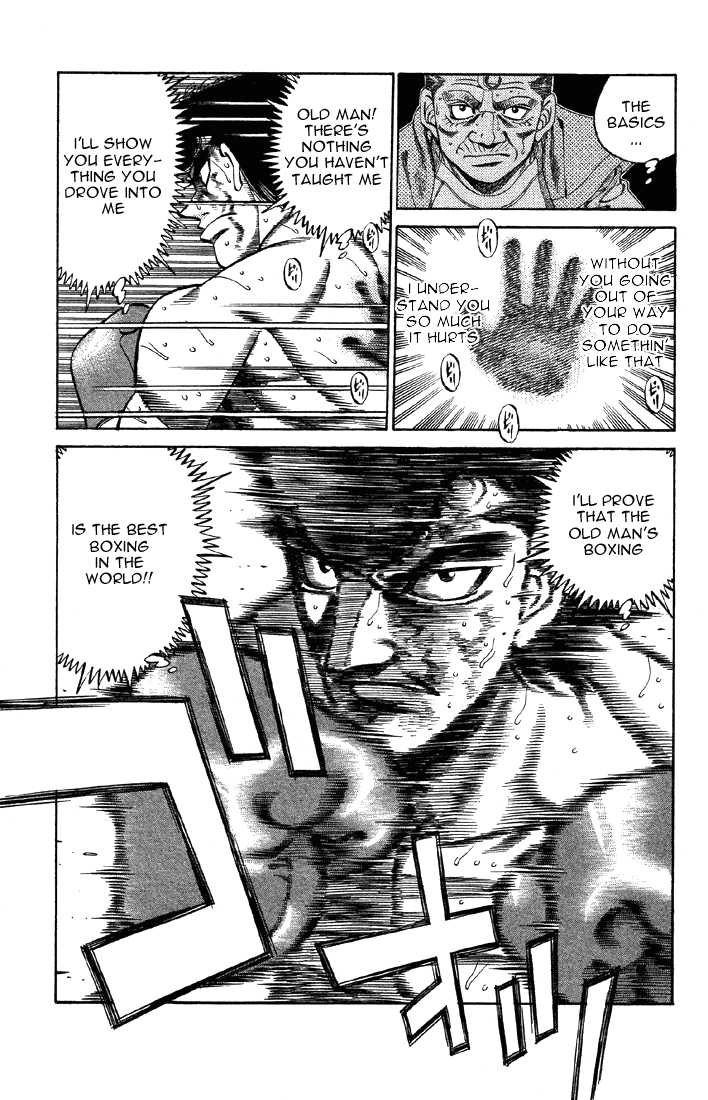 THE
BASICS
...
WITHOUT
YOU GOING
OUT OF
YOUR WAY
TO DO
SOMETHIN'
LIKE THAT
I UNDER-
STAND YOU
SO MUCH
IT HURTS
OLD MAN!
THERE'S
NOTHING
YOU HAVEN'T
TAUGHT ME
I'LL SHOW
YOU EVERY-
THING YOU
DROVE INTO
ME
I'LL PROVE
THAT THE
OLD MAN'S
BOXING
IS THE BEST
BOXING
IN THE
WORLD!!
ゴ